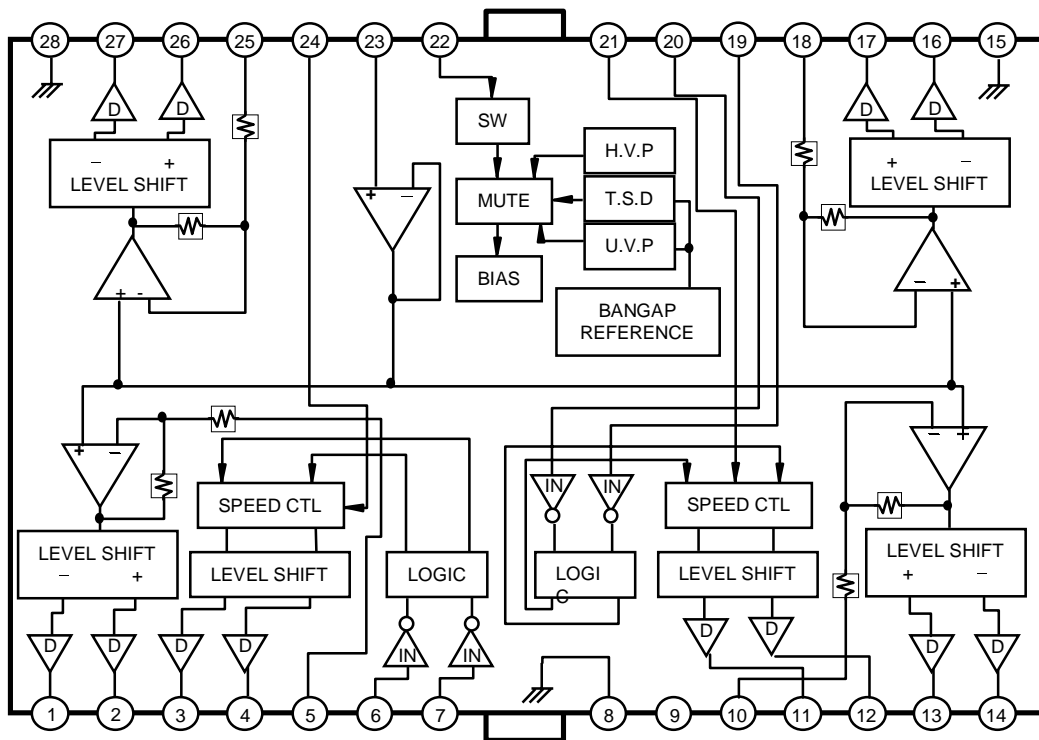 28 27 26 25 24 23 22 21 20 19 18 17 16 15
D D D D
SW
H.V.P
− +
LEVEL SHIFT
+ −
MUTE
T.S.D
+ −
LEVEL SHIFT
U.V.P
BIAS
+ -
BANGAP
REFERENCE
− +
+ −
− +
IN IN
SPEED CTL
SPEED CTL
LEVEL SHIFT
− +
LEVEL SHIFT
LOGIC
LOGI
C
LEVEL SHIFT
LEVEL SHIFT
+ −
D D D D
IN IN
D D
D D
1 2 3 4 5 6 7 8 9 10 11 12 13 14